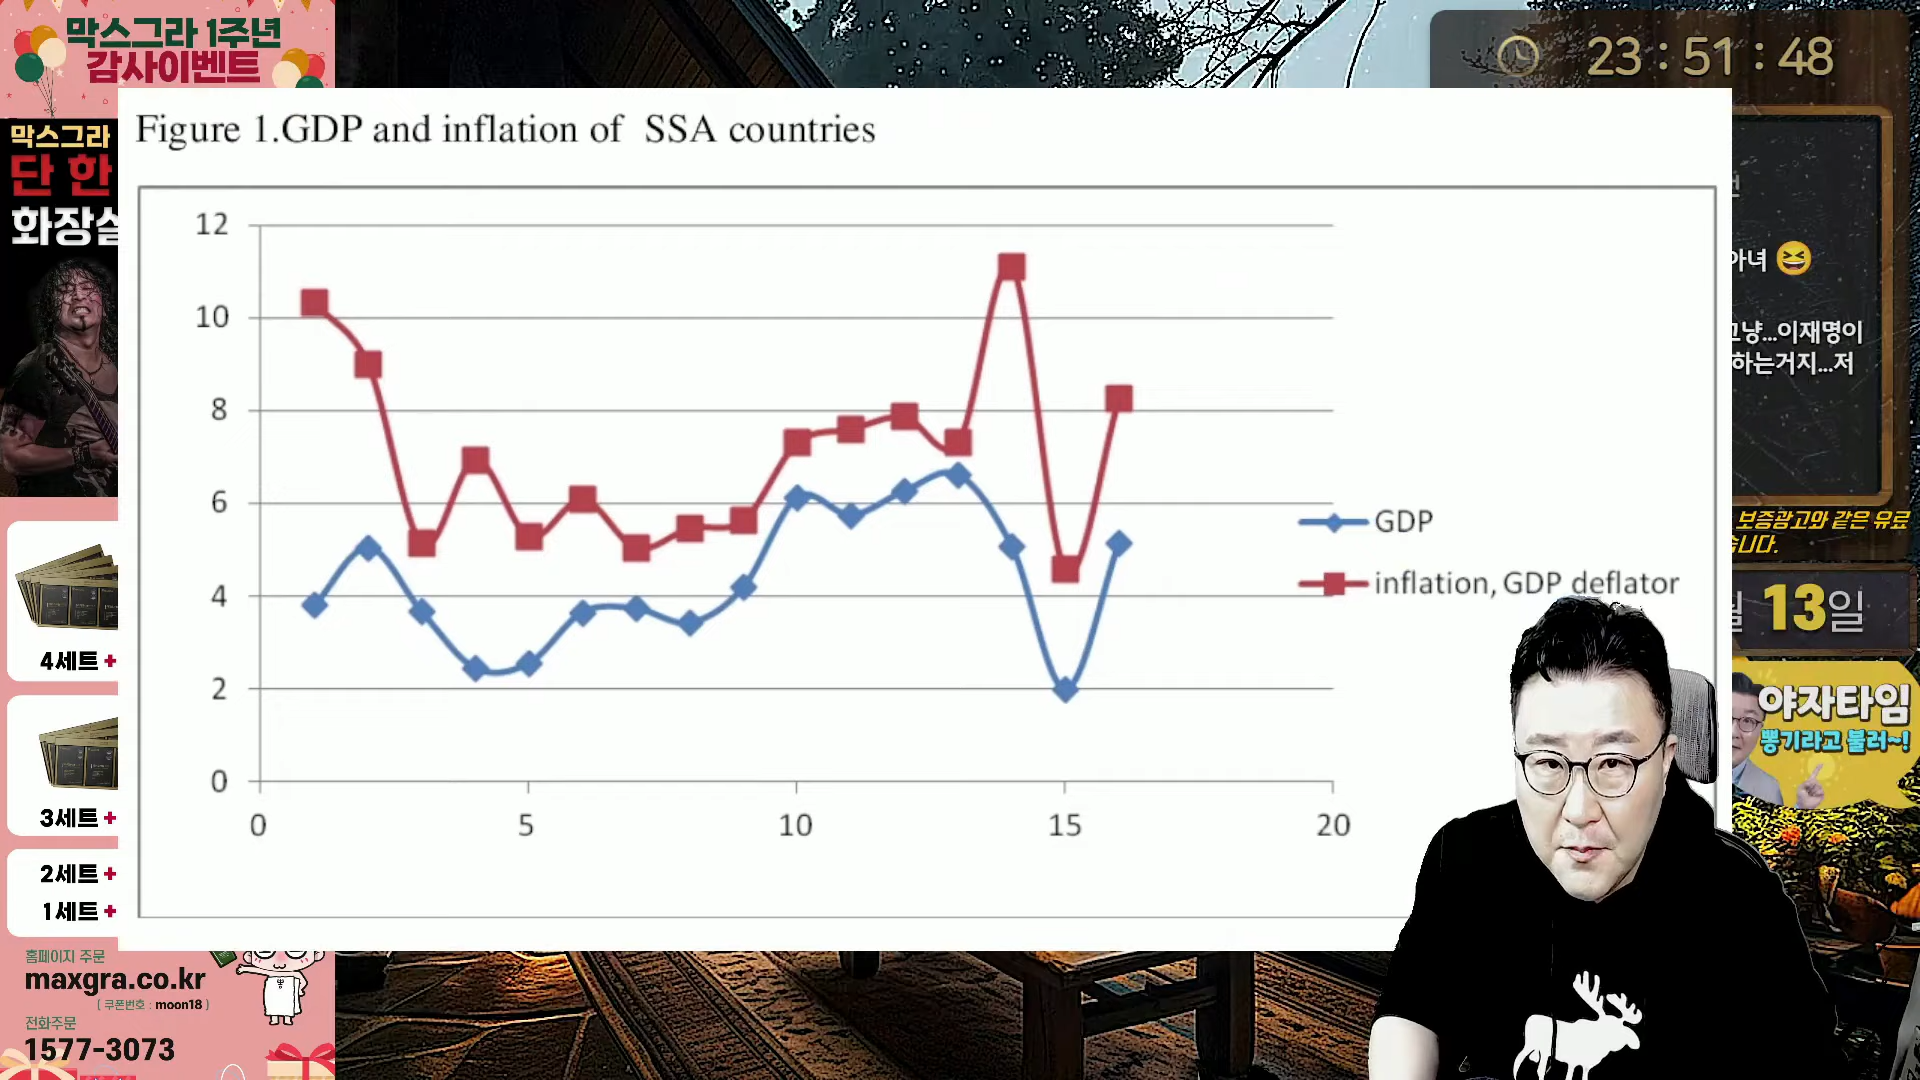 막스그라 1주년
감사이벤트
막스그라
단 한
화장실
4세트+
3세트+
2세트+
1세트+
홈페이지 주문
maxgra.co.kr
( 쿠폰번호 : moon18 )
전화주문
1577-3073
Figure 1.GDP and inflation of SSA countries
12
10
8
6
4
2
0
0 5 10 15 20
GDP
inflation, GDP deflator
23 : 51 : 48
아녀 😆
그냥...이재명이
하는거지...저
보증광고와 같은 유료
습니다.
월 13일
야자타임
뽕기라고 불러~!